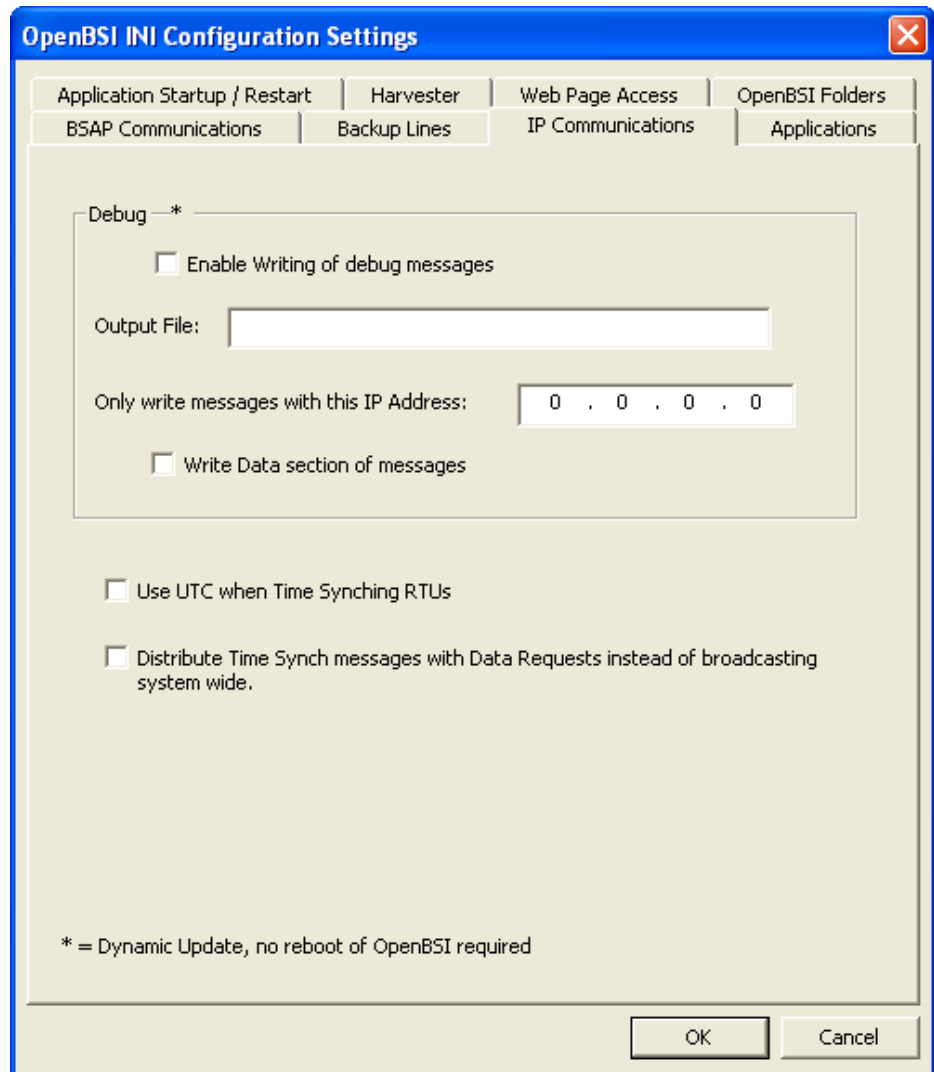 OpenBSI INI Configuration Settings
Application Startup / Restart
Harvester
Web Page Access
OpenBSI Folders
BSAP Communications
Backup Lines
IP Communications
Applications
Debug *
Enable Writing of debug messages
Output File:
Only write messages with this IP Address: 0 . 0 . 0 . 0
Write Data section of messages
Use UTC when Time Synching RTUs
Distribute Time Synch messages with Data Requests instead of broadcasting
system wide.
* = Dynamic Update, no reboot of OpenBSI required
OK
Cancel